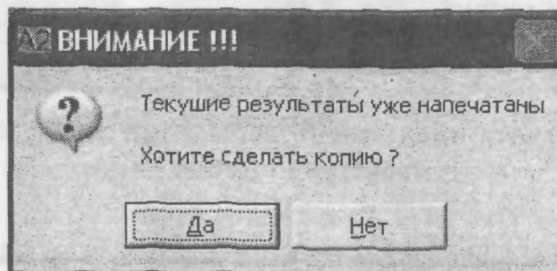 ВНИМАНИЕ !!!
Текушие результаты уже напечатаны
Хотите сделать копию ?
Да
Нет